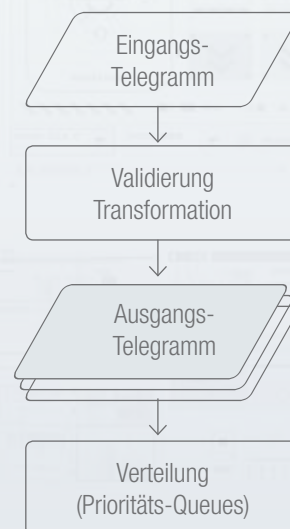 Eingangs-
Telegramm
Validierung
Transformation
Ausgangs-
Telegramm
Verteilung
(Prioritäts-Queues)